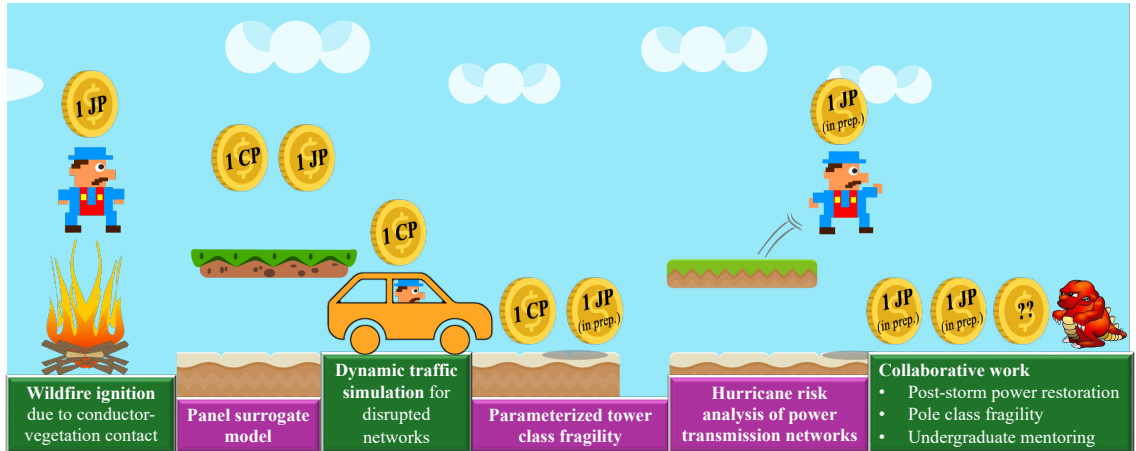 1 JP
1 CP
1 JP
1 CP
1 CP
1 JP
(in prep.)
1 JP
(in prep.)
1 JP
(in prep.)
1 JP
(in prep.)
??
Wildfire ignition
due to conductor-
vegetation contact
Panel surrogate
model
Dynamic traffic
simulation for
disrupted
networks
Parameterized tower
class fragility
Hurricane risk
analysis of power
transmission networks
Collaborative work
• Post-storm power restoration
• Pole class fragility
• Undergraduate mentoring